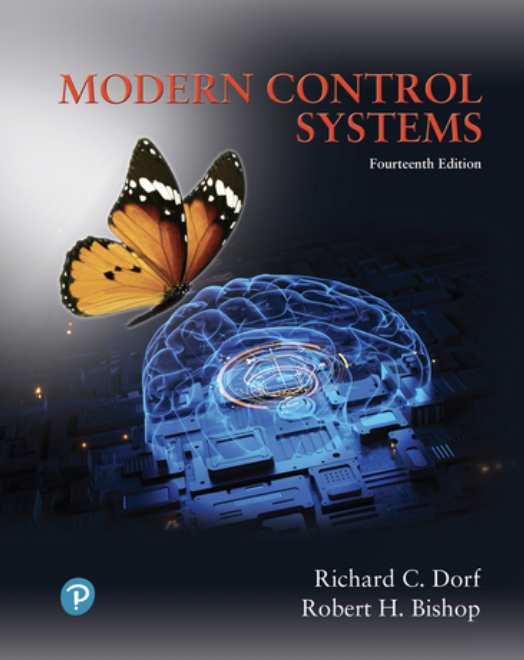 MODERN CONTROL
SYSTEMS
Fourteenth Edition
Richard C. Dorf
Robert H. Bishop
P